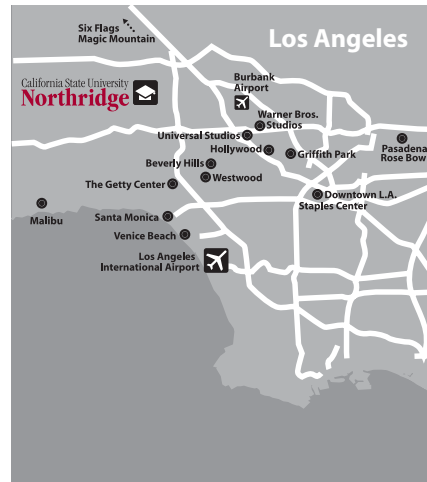 Six Flags
Magic Mountain
Los Angeles
California State University
Northridge
Burbank
Airport
Warner Bros.
Studios
Universal Studios
Hollywood
Griffith Park
Pasadena
Rose Bow
Beverly Hills
Westwood
The Getty Center
Downtown L.A.
Staples Center
Malibu
Santa Monica
Venice Beach
Los Angeles
International Airport